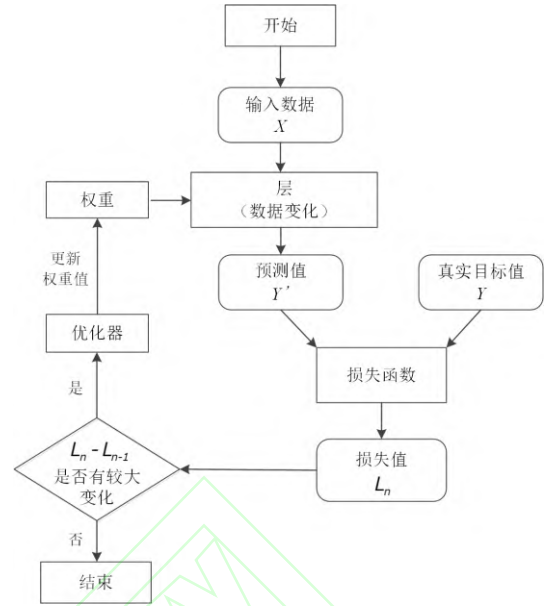 开始
输入数据
X
层
（数据变化）
权重
更新
权重值
预测值
Y'
真实目标值
Y
优化器
损失函数
是
损失值
Lₙ
Lₙ - Lₙ₋₁
是否有较大
变化
否
结束